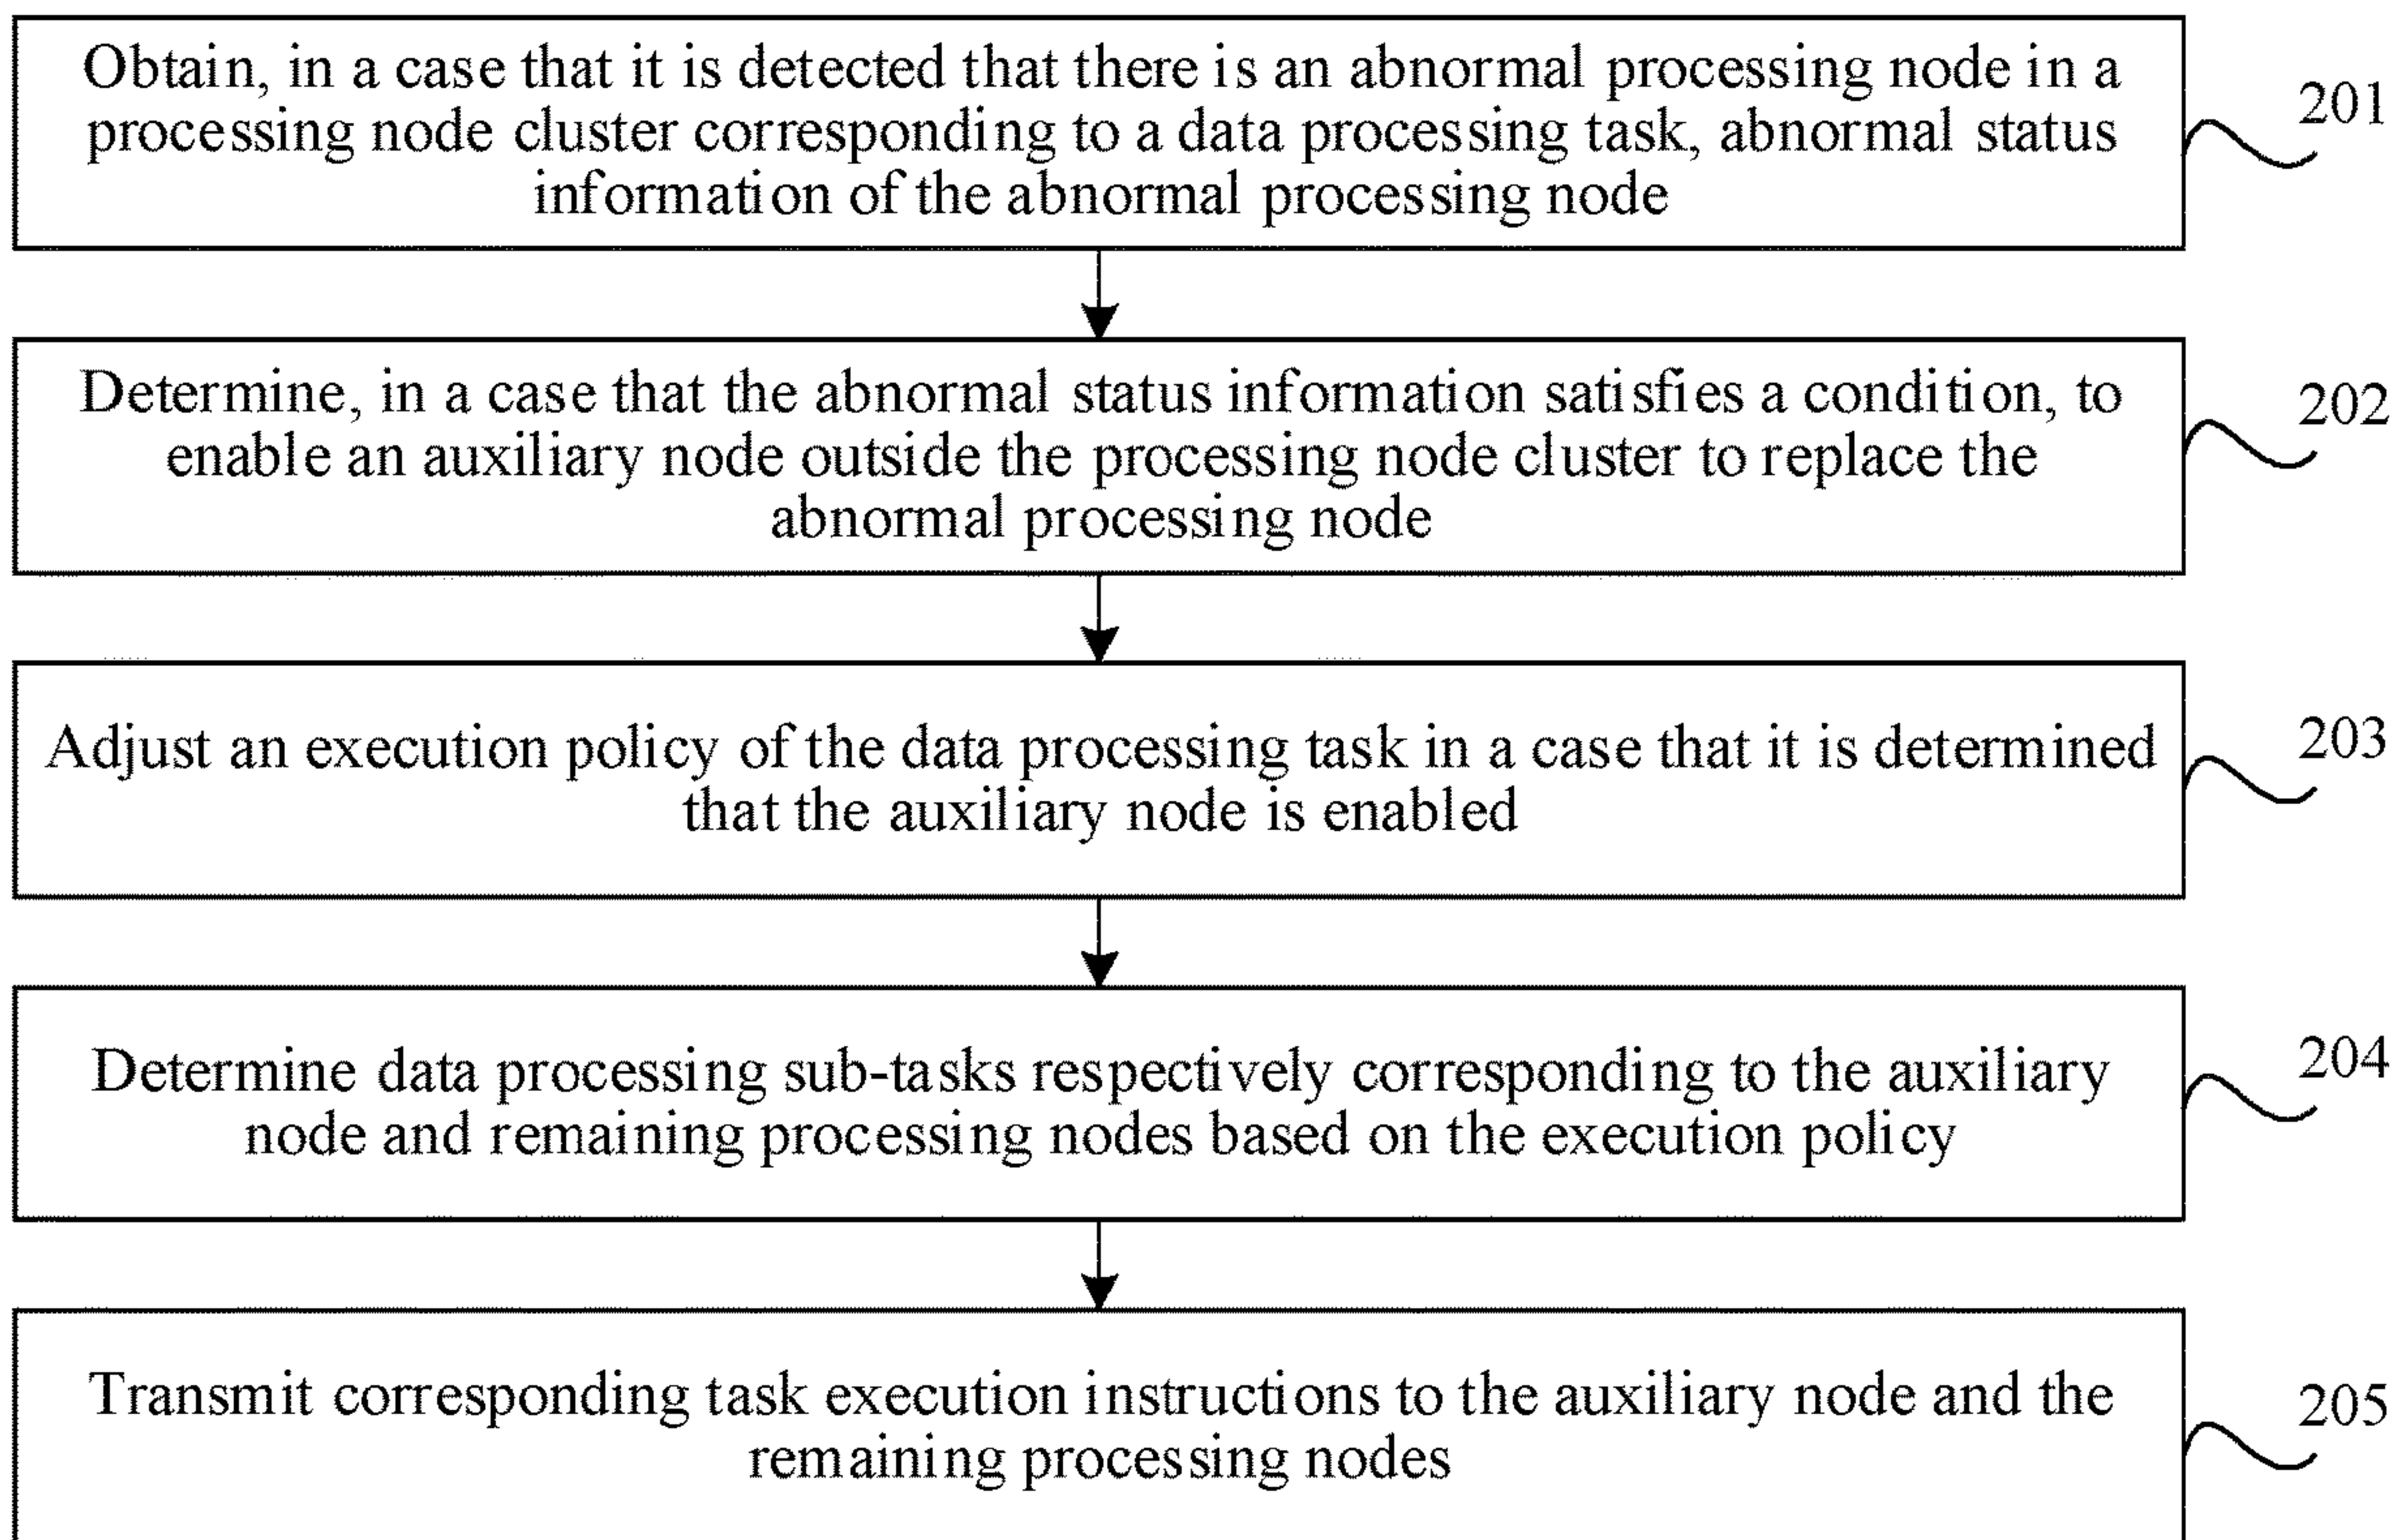 Obtain, in a case that it is detected that there is an abnormal processing node in a
processing node cluster corresponding to a data processing task, abnormal status
information of the abnormal processing node
201
Determine, in a case that the abnormal status information satisfies a condition, to
enable an auxiliary node outside the processing node cluster to replace the
abnormal processing node
202
Adjust an execution policy of the data processing task in a case that it is determined
that the auxiliary node is enabled
203
Determine data processing sub-tasks respectively corresponding to the auxiliary
node and remaining processing nodes based on the execution policy
204
Transmit corresponding task execution instructions to the auxiliary node and the
remaining processing nodes
205